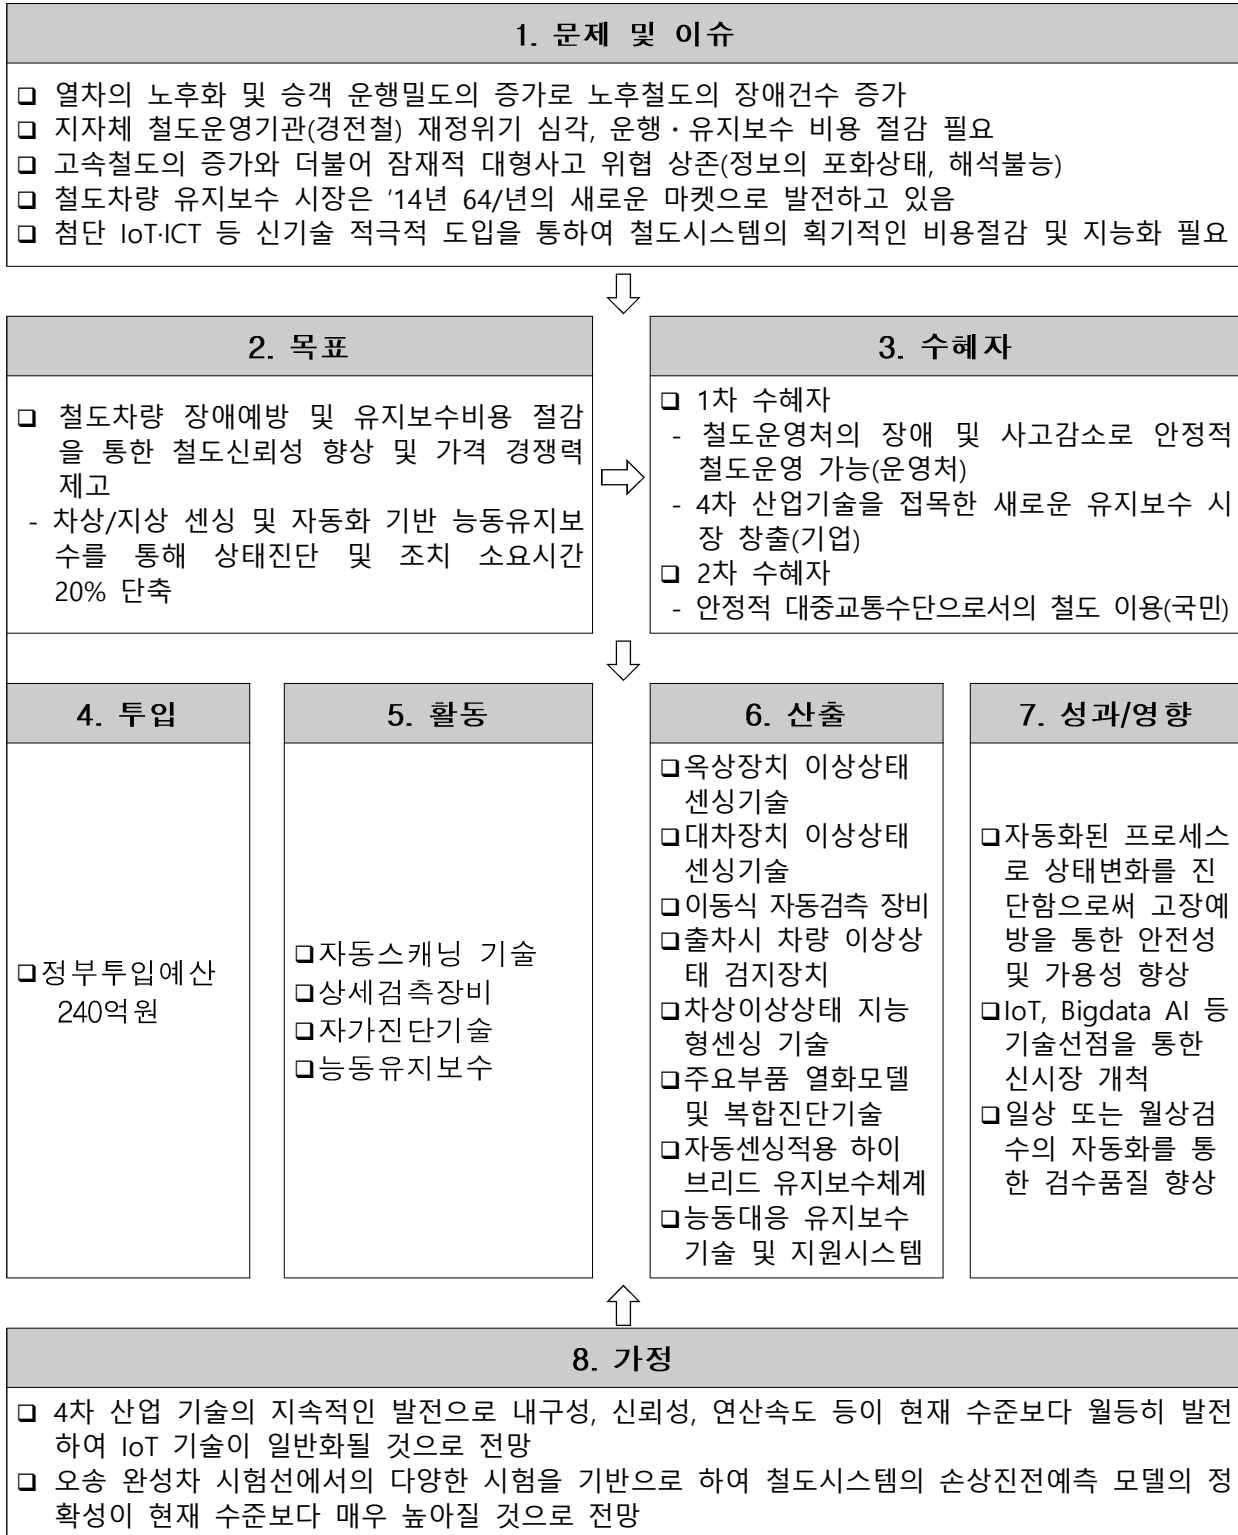 1. 문제 및 이슈
❑ 열차의 노후화 및 승객 운행밀도의 증가로 노후철도의 장애건수 증가
❑ 지자체 철도운영기관(경전철) 재정위기 심각, 운행・유지보수 비용 절감 필요
❑ 고속철도의 증가와 더불어 잠재적 대형사고 위협 상존(정보의 포화상태, 해석불능)
❑ 철도차량 유지보수 시장은 ’14년 64/년의 새로운 마켓으로 발전하고 있음
❑ 첨단 IoT·ICT 등 신기술 적극적 도입을 통하여 철도시스템의 획기적인 비용절감 및 지능화 필요
2. 목표
❑ 철도차량 장애예방 및 유지보수비용 절감
을 통한 철도신뢰성 향상 및 가격 경쟁력
제고
- 차상/지상 센싱 및 자동화 기반 능동유지보
수를 통해 상태진단 및 조치 소요시간
20% 단축
3. 수혜자
❑ 1차 수혜자
- 철도운영처의 장애 및 사고감소로 안정적
철도운영 가능(운영처)
- 4차 산업기술을 접목한 새로운 유지보수 시
장 창출(기업)
❑ 2차 수혜자
- 안정적 대중교통수단으로서의 철도 이용(국민)
4. 투입
❑정부투입예산
240억원
5. 활동
❑자동스캐닝 기술
❑상세검측장비
❑자가진단기술
❑능동유지보수
6. 산출
❑옥상장치 이상상태
센싱기술
❑대차장치 이상상태
센싱기술
❑이동식 자동검측 장비
❑출차시 차량 이상상
태 검지장치
❑차상이상상태 지능
형센싱 기술
❑주요부품 열화모델
및 복합진단기술
❑자동센싱적용 하이
브리드 유지보수체계
❑능동대응 유지보수
기술 및 지원시스템
7. 성과/영향
❑자동화된 프로세스
로 상태변화를 진
단함으로써 고장예
방을 통한 안전성
및 가용성 향상
❑IoT, Bigdata AI 등
기술선점을 통한
신시장 개척
❑일상 또는 월상검
수의 자동화를 통
한 검수품질 향상
8. 가정
❑ 4차 산업 기술의 지속적인 발전으로 내구성, 신뢰성, 연산속도 등이 현재 수준보다 월등히 발전
하여 IoT 기술이 일반화될 것으로 전망
❑ 오송 완성차 시험선에서의 다양한 시험을 기반으로 하여 철도시스템의 손상진전예측 모델의 정
확성이 현재 수준보다 매우 높아질 것으로 전망